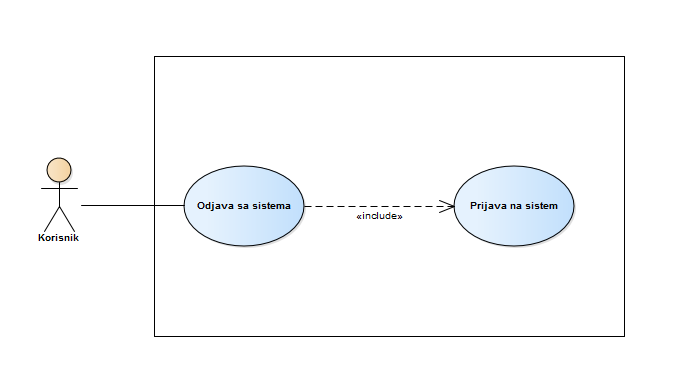 Odjava sa sistema
Prijava na sistem
«include»
Korisnik